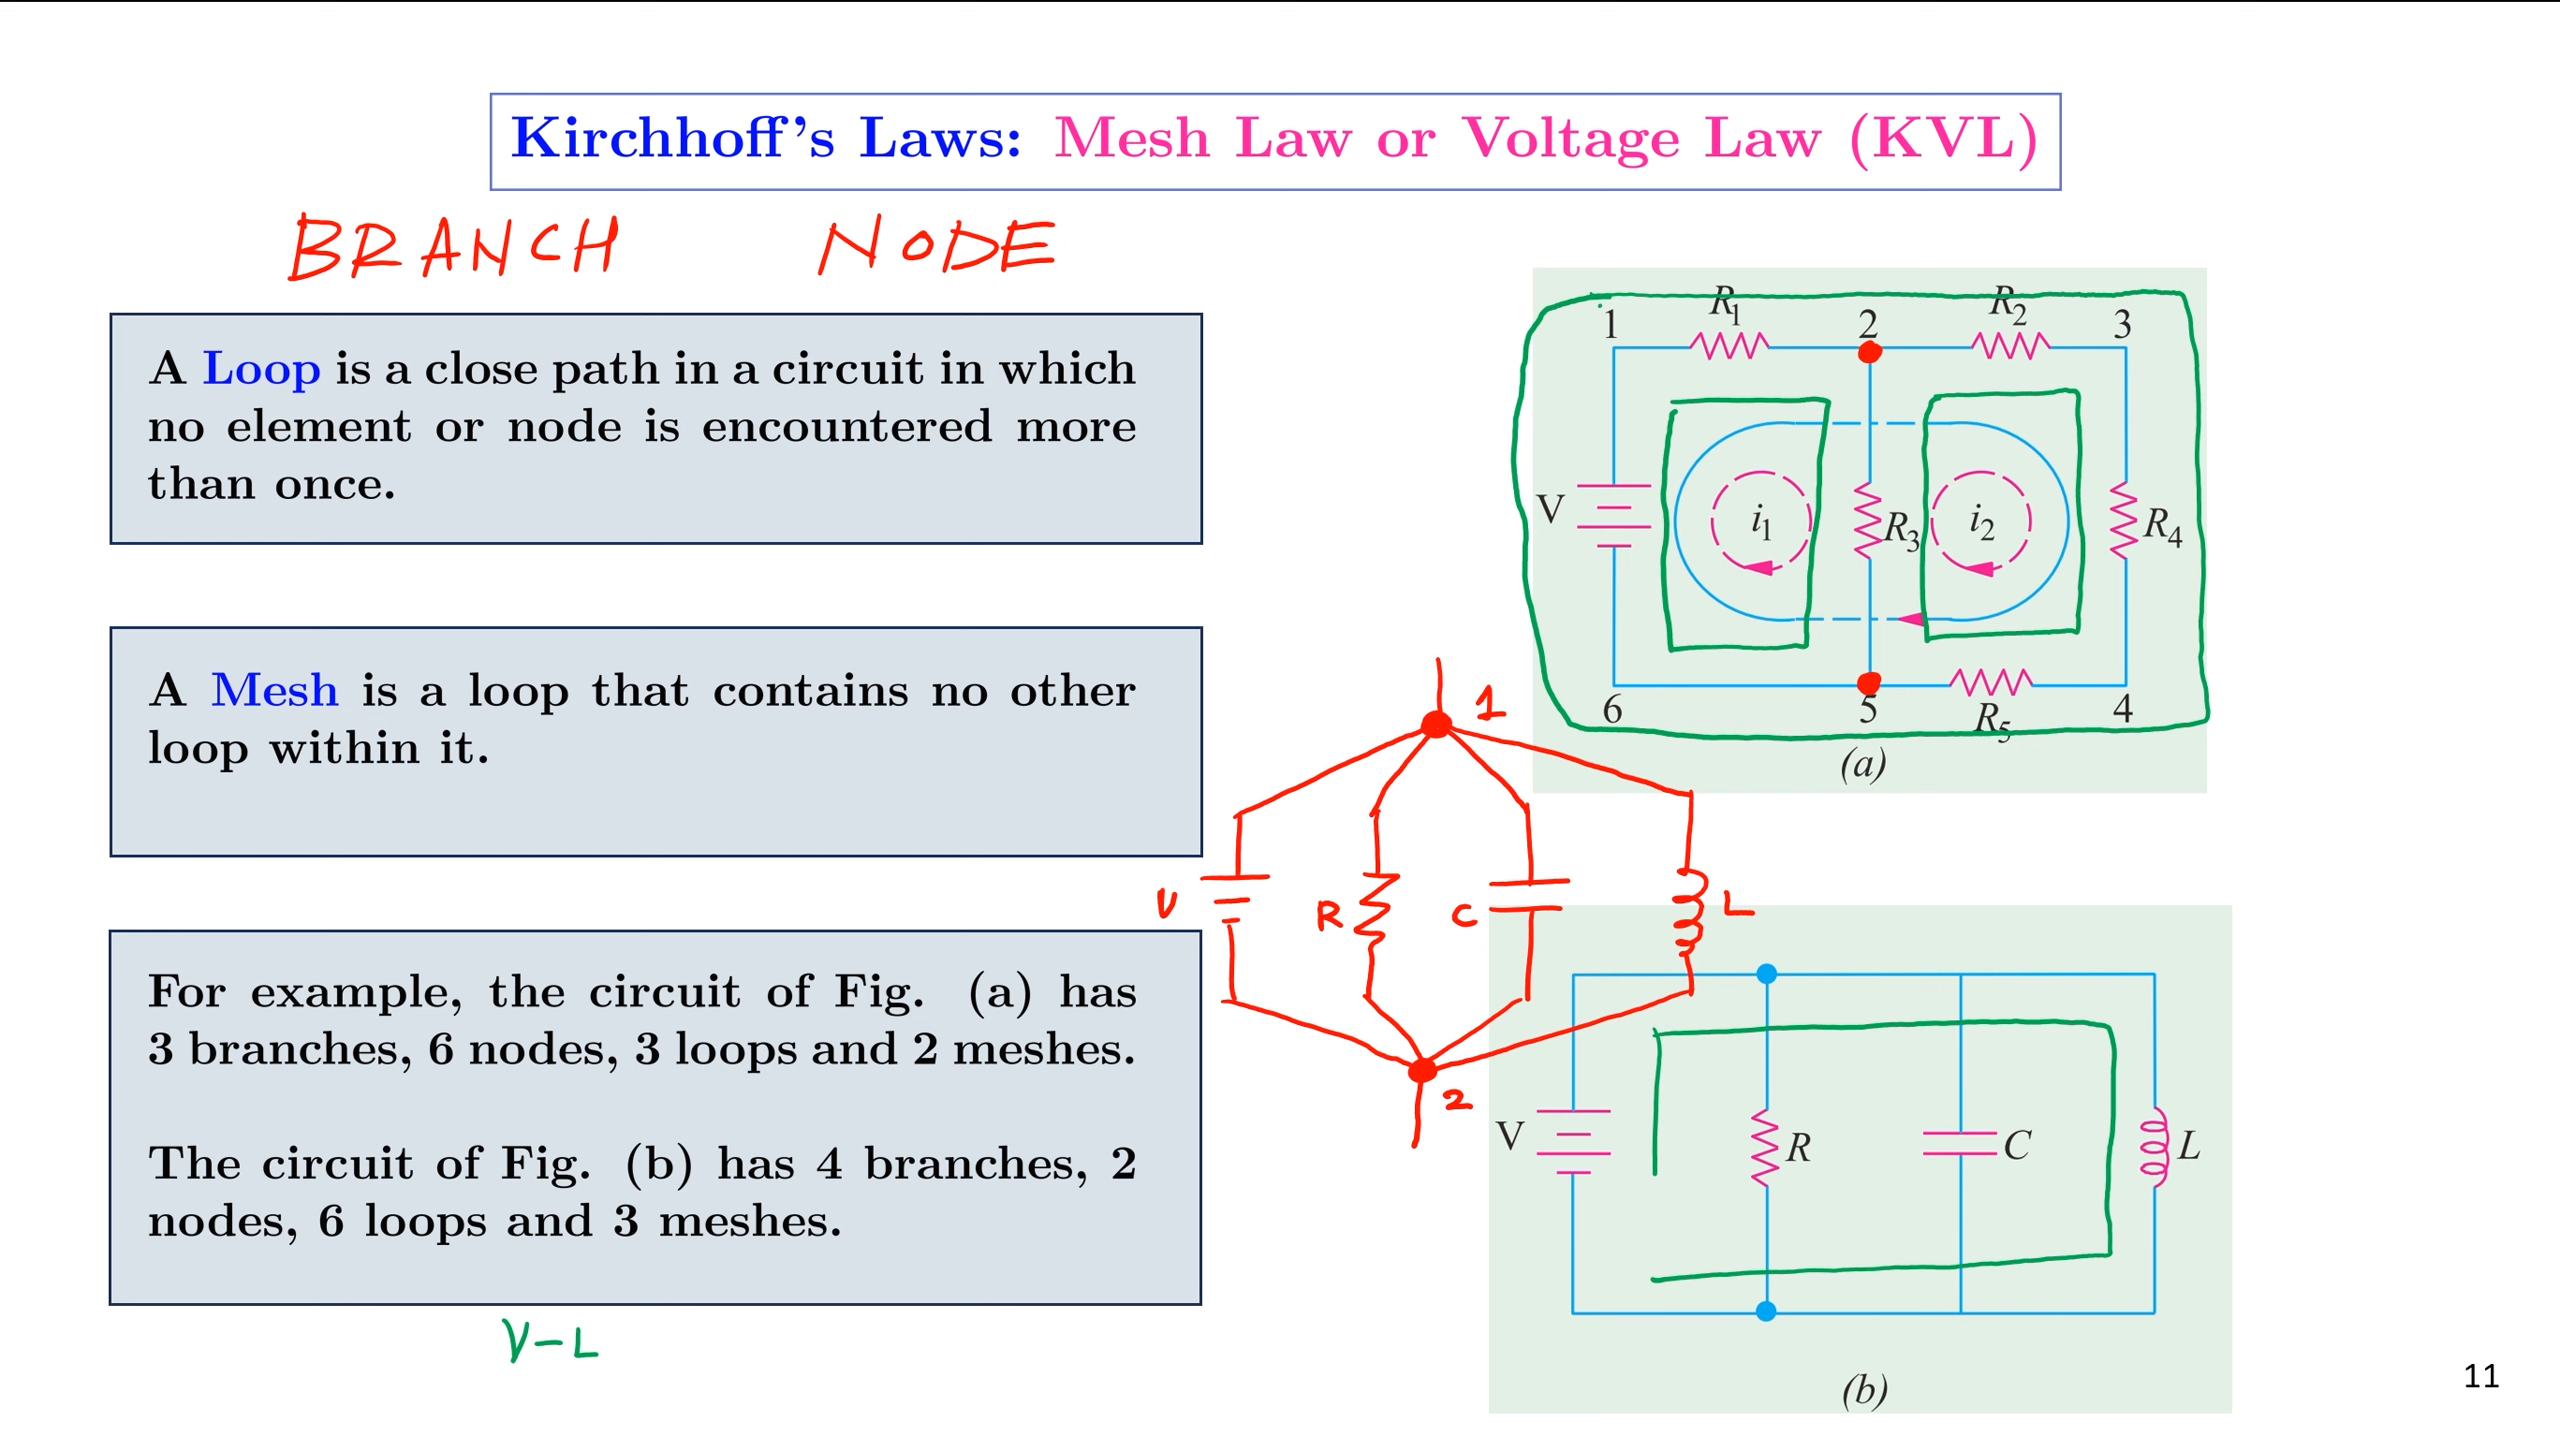 Kirchhoff's Laws: Mesh Law or Voltage Law (KVL)
BRANCH NODE
A Loop is a close path in a circuit in which
no element or node is encountered more
than once.
A Mesh is a loop that contains no other
loop within it.
For example, the circuit of Fig. (a) has
3 branches, 6 nodes, 3 loops and 2 meshes.
The circuit of Fig. (b) has 4 branches, 2
nodes, 6 loops and 3 meshes.
V-L
R1 R2
1 2 3
V i1 R3 i2 R4
6 5 4
R5
(a)
1
V R C L
2
V R C L
(b)
11